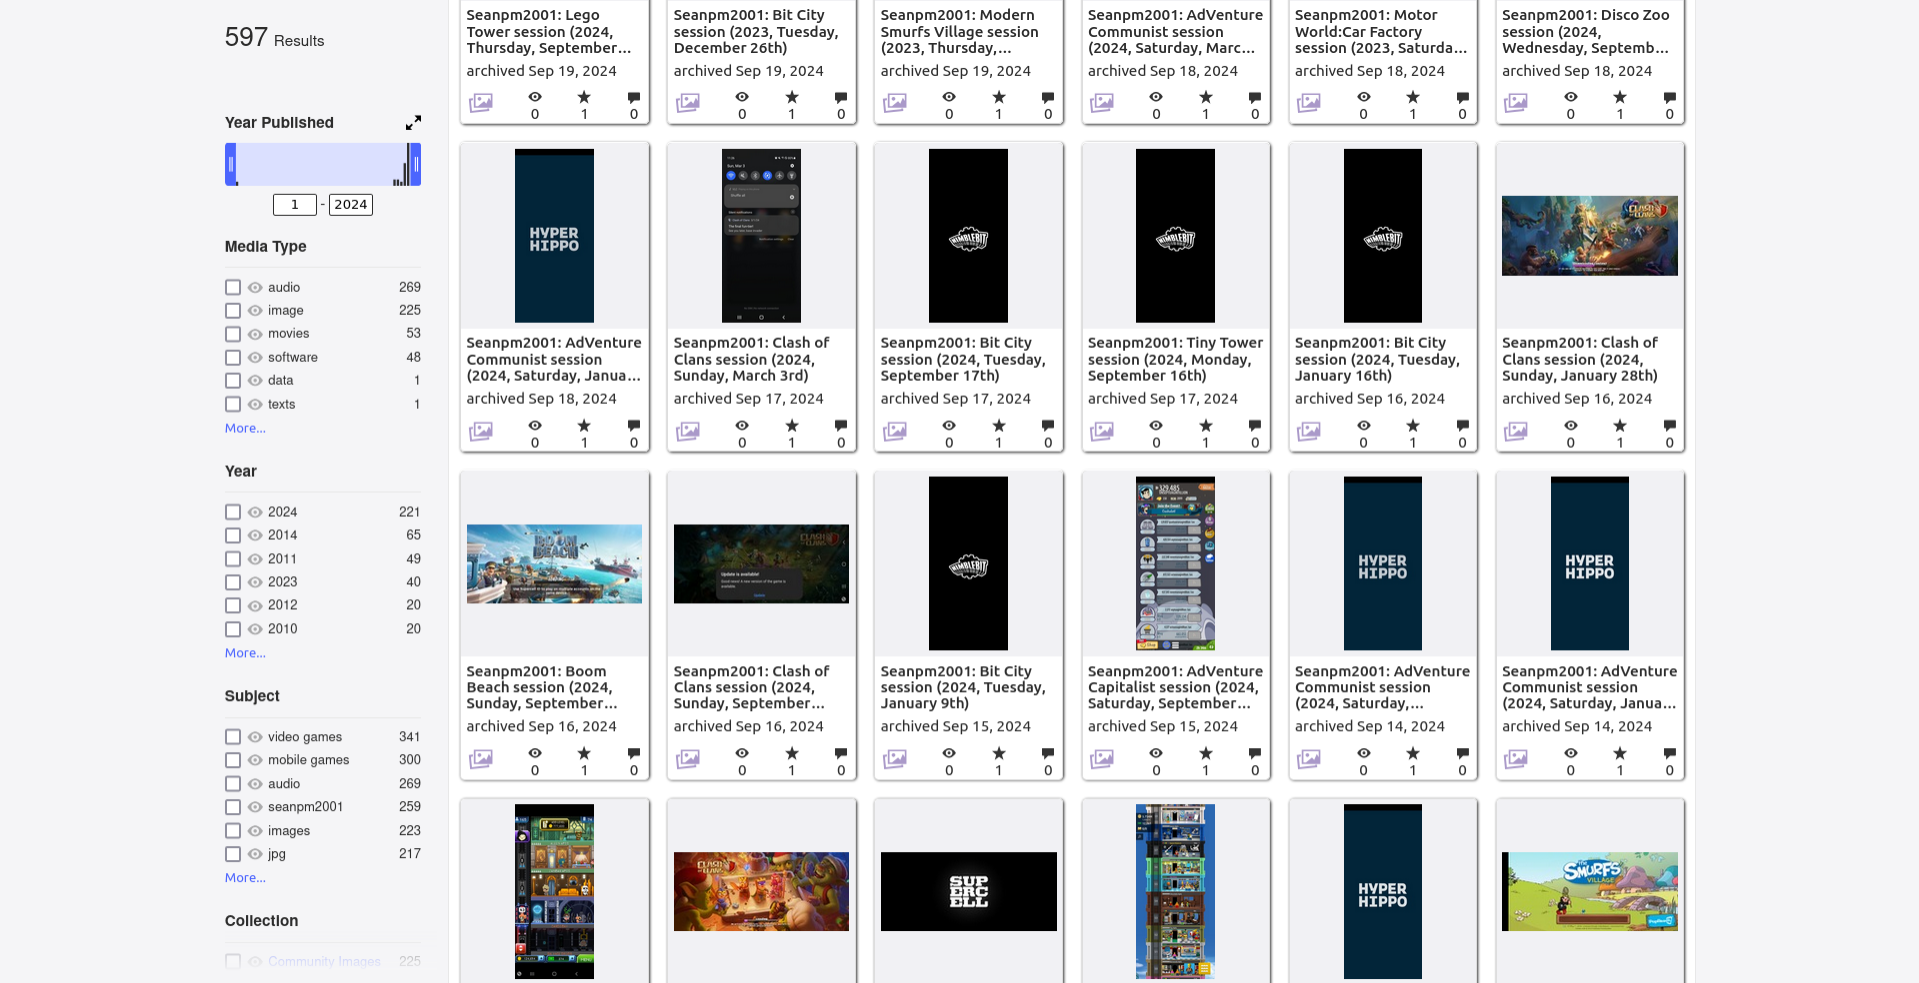 597 Results
Year Published
1 - 2024
Media Type
audio 269
image 225
movies 53
software 48
data 1
texts 1
More...
Year
2024 221
2014 65
2011 49
2023 40
2012 20
2010 20
More...
Subject
video games 341
mobile games 300
audio 269
seanpm2001 259
images 223
jpg 217
More...
Collection
Community Images 225
Seanpm2001: Lego
Tower session (2024,
Thursday, September...
archived Sep 19, 2024
0 1 0
Seanpm2001: Bit City
session (2023, Tuesday,
December 26th)
archived Sep 19, 2024
0 1 0
Seanpm2001: Modern
Smurfs Village session
(2023, Thursday,...
archived Sep 19, 2024
0 1 0
Seanpm2001: AdVenture
Communist session
(2024, Saturday, Marc...
archived Sep 18, 2024
0 1 0
Seanpm2001: Motor
World:Car Factory
session (2023, Saturda...
archived Sep 18, 2024
0 1 0
Seanpm2001: Disco Zoo
session (2024,
Wednesday, Septemb...
archived Sep 18, 2024
0 1 0
HYPER
HIPPO
Seanpm2001: AdVenture
Communist session
(2024, Saturday, Janua...
archived Sep 18, 2024
0 1 0
Seanpm2001: Clash of
Clans session (2024,
Sunday, March 3rd)
archived Sep 17, 2024
0 1 0
NIMBLEBIT
Seanpm2001: Bit City
session (2024, Tuesday,
September 17th)
archived Sep 17, 2024
0 1 0
NIMBLEBIT
Seanpm2001: Tiny Tower
session (2024, Monday,
September 16th)
archived Sep 17, 2024
0 1 0
NIMBLEBIT
Seanpm2001: Bit City
session (2024, Tuesday,
January 16th)
archived Sep 16, 2024
0 1 0
CLASH
CLANS
Seanpm2001: Clash of
Clans session (2024,
Sunday, January 28th)
archived Sep 16, 2024
0 1 0
BOOM
BEACH
Seanpm2001: Boom
Beach session (2024,
Sunday, September...
archived Sep 16, 2024
0 1 0
Update is available!
Update
Seanpm2001: Clash of
Clans session (2024,
Sunday, September...
archived Sep 16, 2024
0 1 0
NIMBLEBIT
Seanpm2001: Bit City
session (2024, Tuesday,
January 9th)
archived Sep 15, 2024
0 1 0
329.485
Seanpm2001: AdVenture
Capitalist session (2024,
Saturday, September...
archived Sep 15, 2024
0 1 0
HYPER
HIPPO
Seanpm2001: AdVenture
Communist session
(2024, Saturday,...
archived Sep 14, 2024
0 1 0
HYPER
HIPPO
Seanpm2001: AdVenture
Communist session
(2024, Saturday, Janua...
archived Sep 14, 2024
0 1 0
CLASH
CLANS
SUP
ERC
ELL
HYPER
HIPPO
SMURFS
VILLAGE